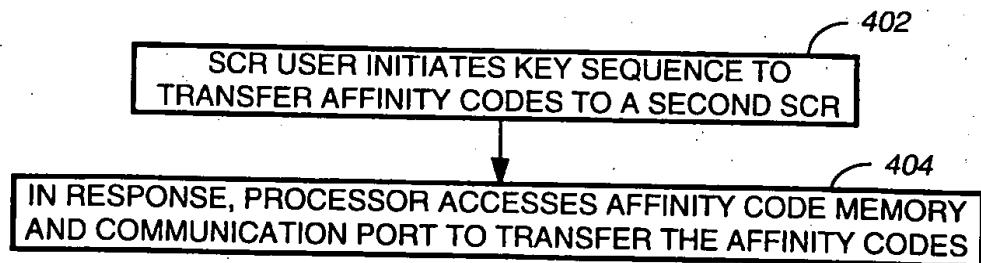 402
SCR USER INITIATES KEY SEQUENCE TO
TRANSFER AFFINITY CODES TO A SECOND SCR
404
IN RESPONSE, PROCESSOR ACCESSES AFFINITY CODE MEMORY
AND COMMUNICATION PORT TO TRANSFER THE AFFINITY CODES